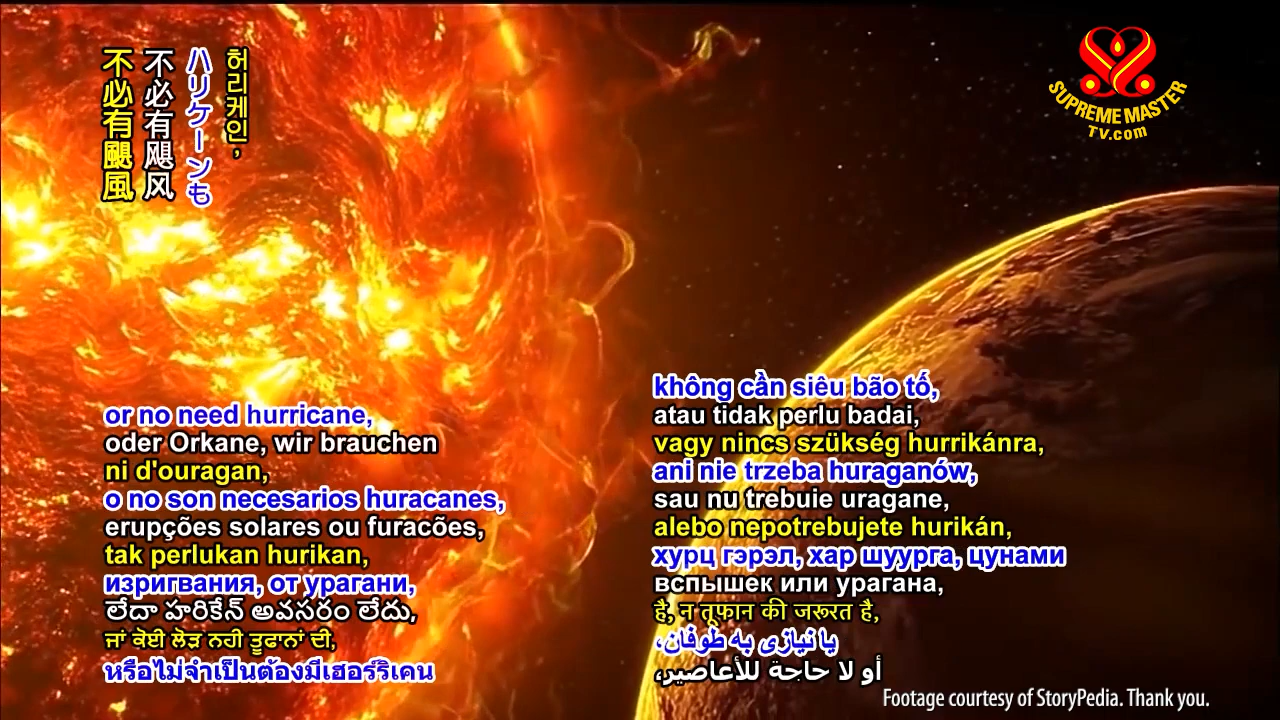 허리케인,
ハリケーンも
不必有飓风
不必有颶風
SUPREME MASTER
TV.com
or no need hurricane,
oder Orkane, wir brauchen
ni d'ouragan,
o no son necesarios huracanes,
erupções solares ou furacões,
tak perlukan hurikan,
изригвания, от урагани,
లేదా హరికేన్ అవసరం లేదు,
ਜਾਂ ਕੋਈ ਲੋੜ ਨਹੀ ਤੂਫਾਨਾਂ ਦੀ,
หรือไม่จำเป็นต้องมีเฮอร์ริเคน
không cần siêu bão tố,
atau tidak perlu badai,
vagy nincs szükség hurrikánra,
ani nie trzeba huraganów,
sau nu trebuie uragane,
alebo nepotrebujete hurikán,
хурц гэрэл, хар шуурга, цунами
вспышек или урагана,
है, न तूफान की जरूरत है,
یا نیازی به طوفان،
أو لا حاجة للأعاصير،
Footage courtesy of StoryPedia. Thank you.